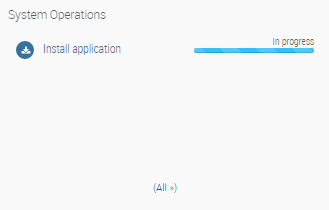 System Operations
Install application
In progress
(All »)